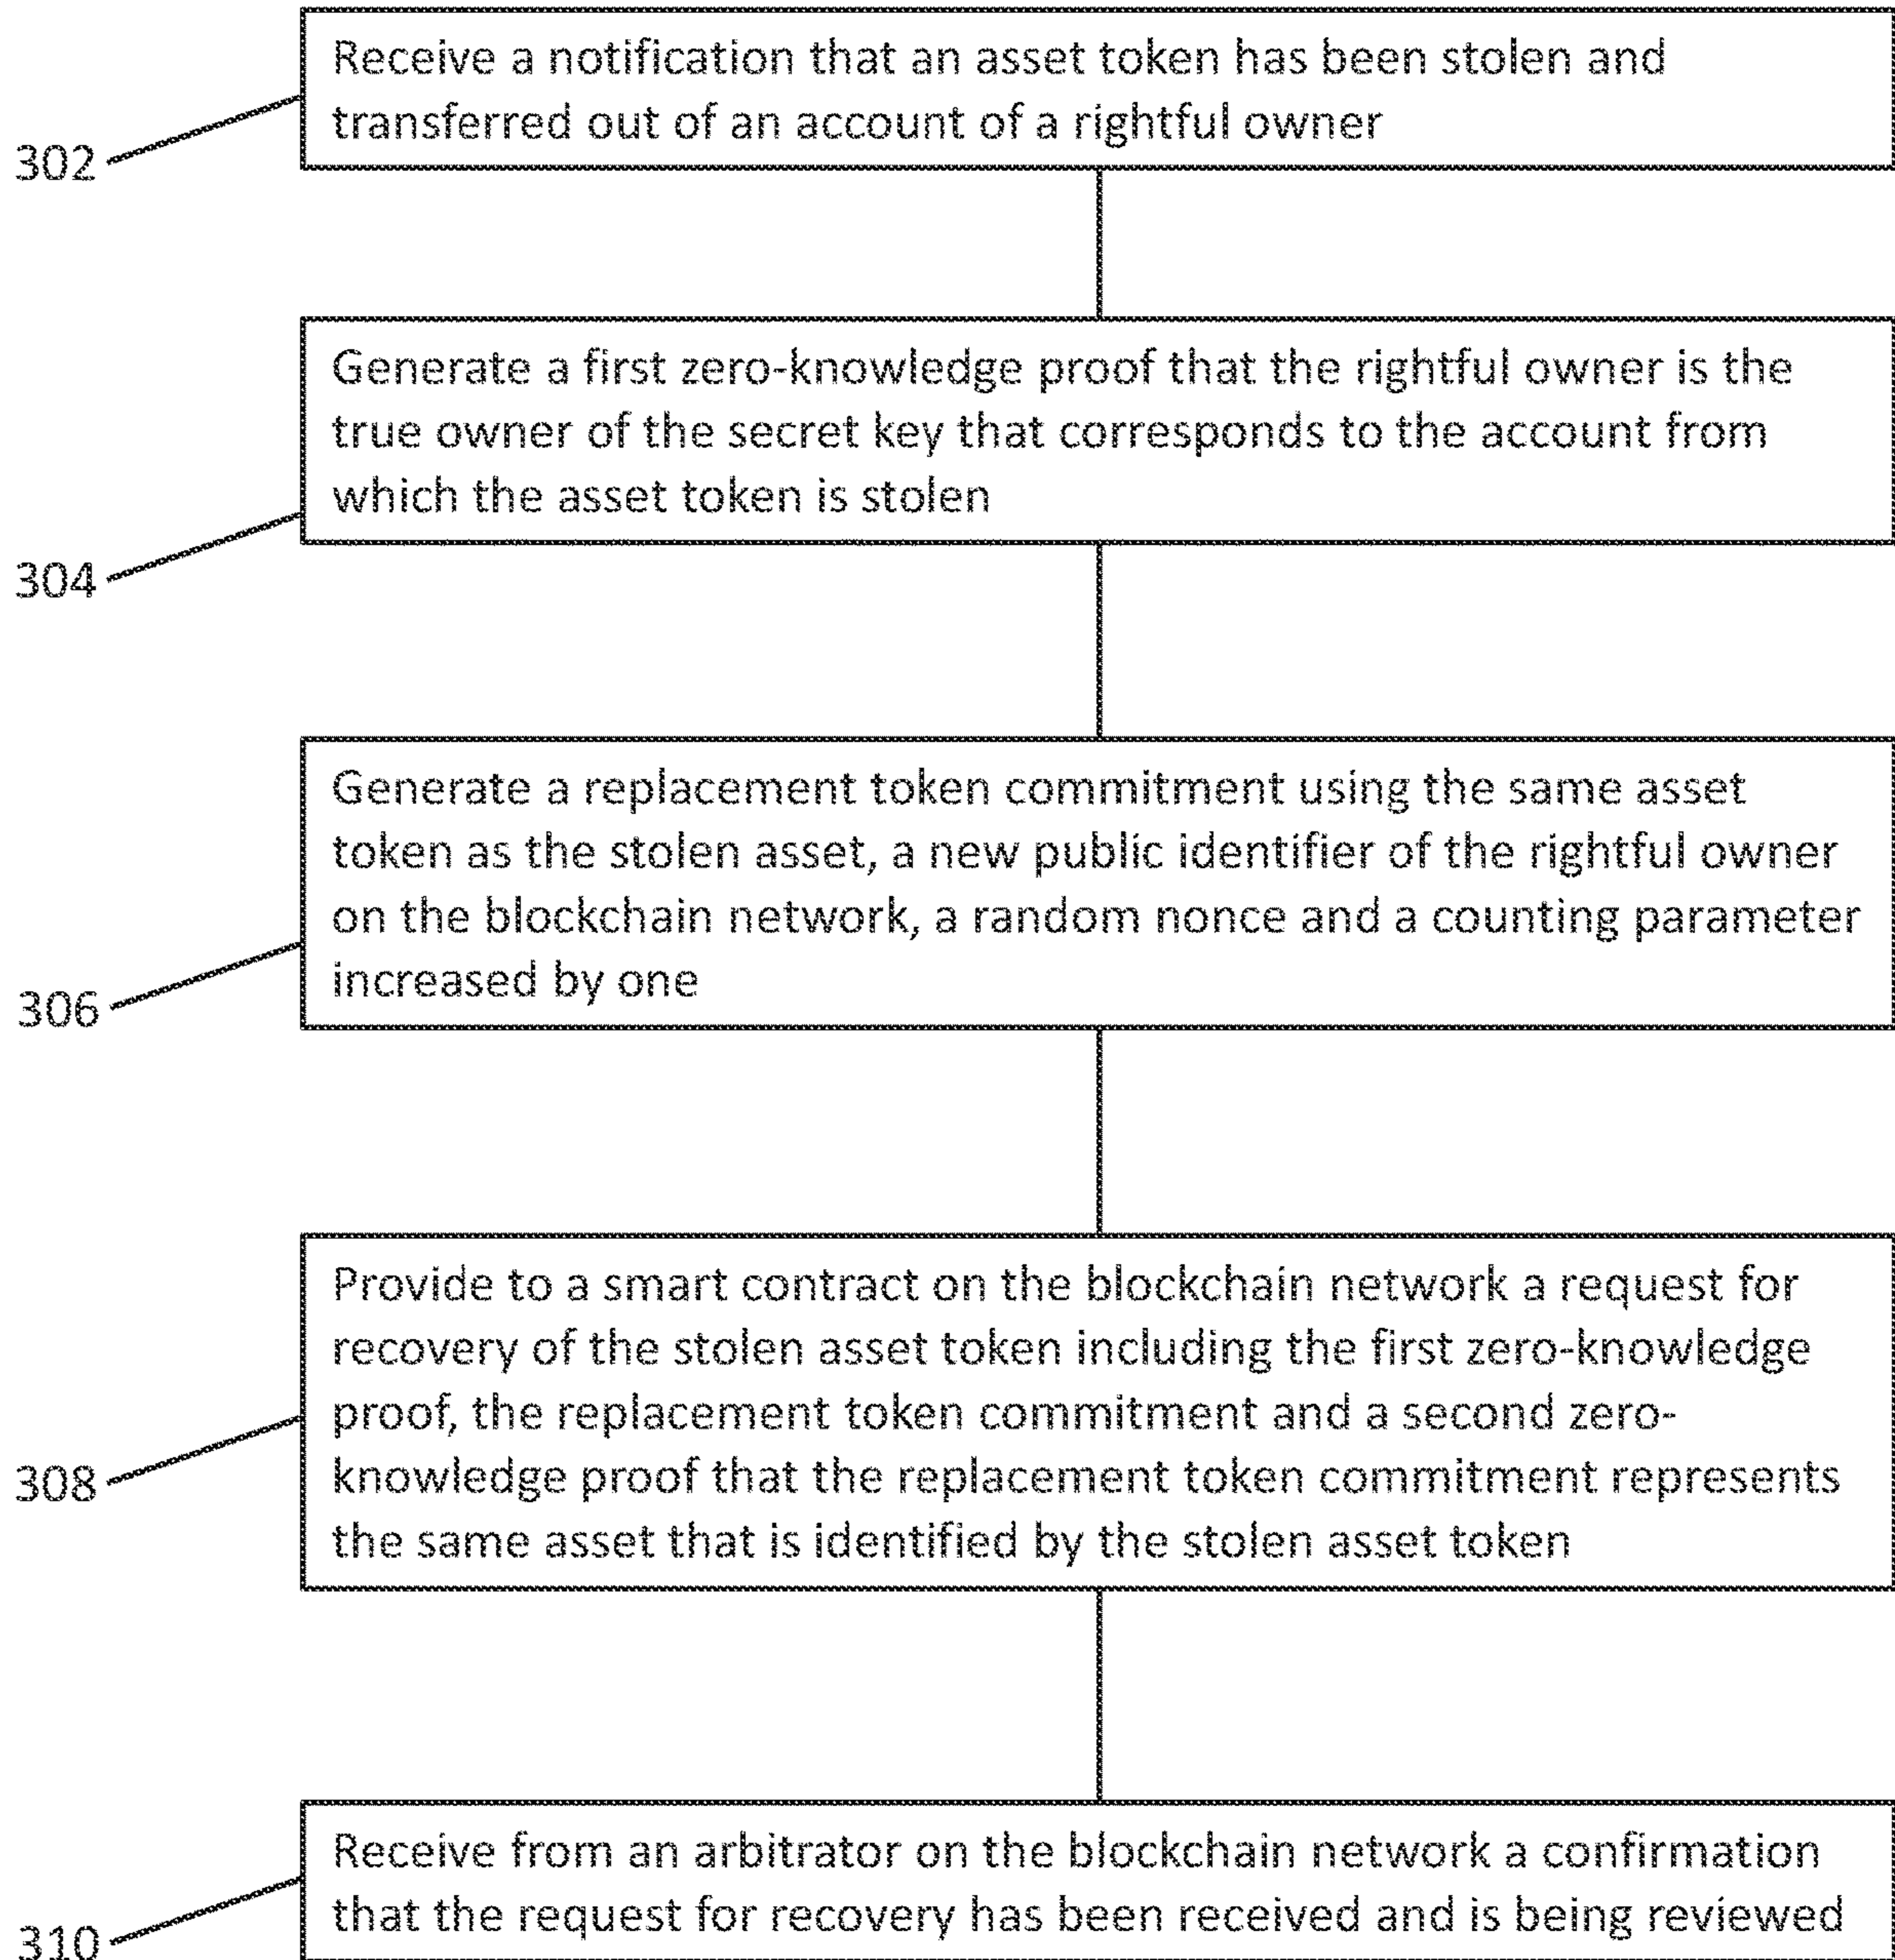 Receive a notification that an asset token has been stolen and
transferred out of an account of a rightful owner
302
Generate a first zero-knowledge proof that the rightful owner is the
true owner of the secret key that corresponds to the account from
which the asset token is stolen
304
Generate a replacement token commitment using the same asset
token as the stolen asset, a new public identifier of the rightful owner
on the blockchain network, a random nonce and a counting parameter
increased by one
306
Provide to a smart contract on the blockchain network a request for
recovery of the stolen asset token including the first zero-knowledge
proof, the replacement token commitment and a second zero-
knowledge proof that the replacement token commitment represents
the same asset that is identified by the stolen asset token
308
Receive from an arbitrator on the blockchain network a confirmation
that the request for recovery has been received and is being reviewed
310